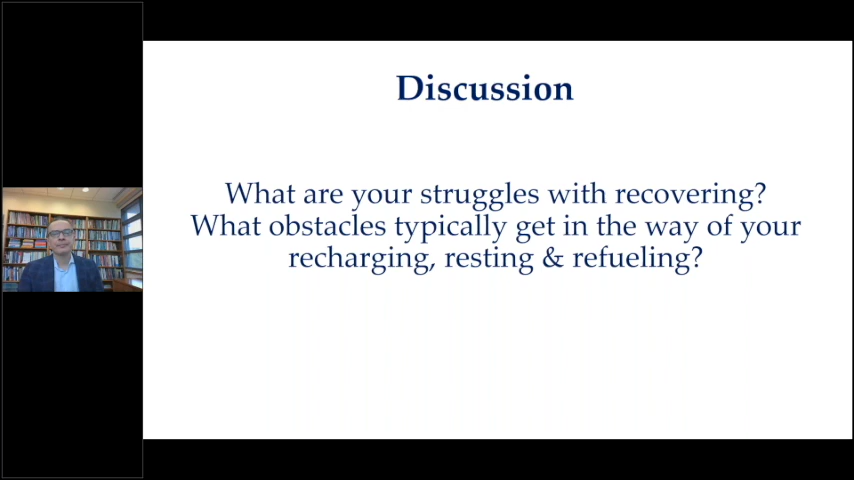 Discussion
What are your struggles with recovering?
What obstacles typically get in the way of your
recharging, resting & refueling?